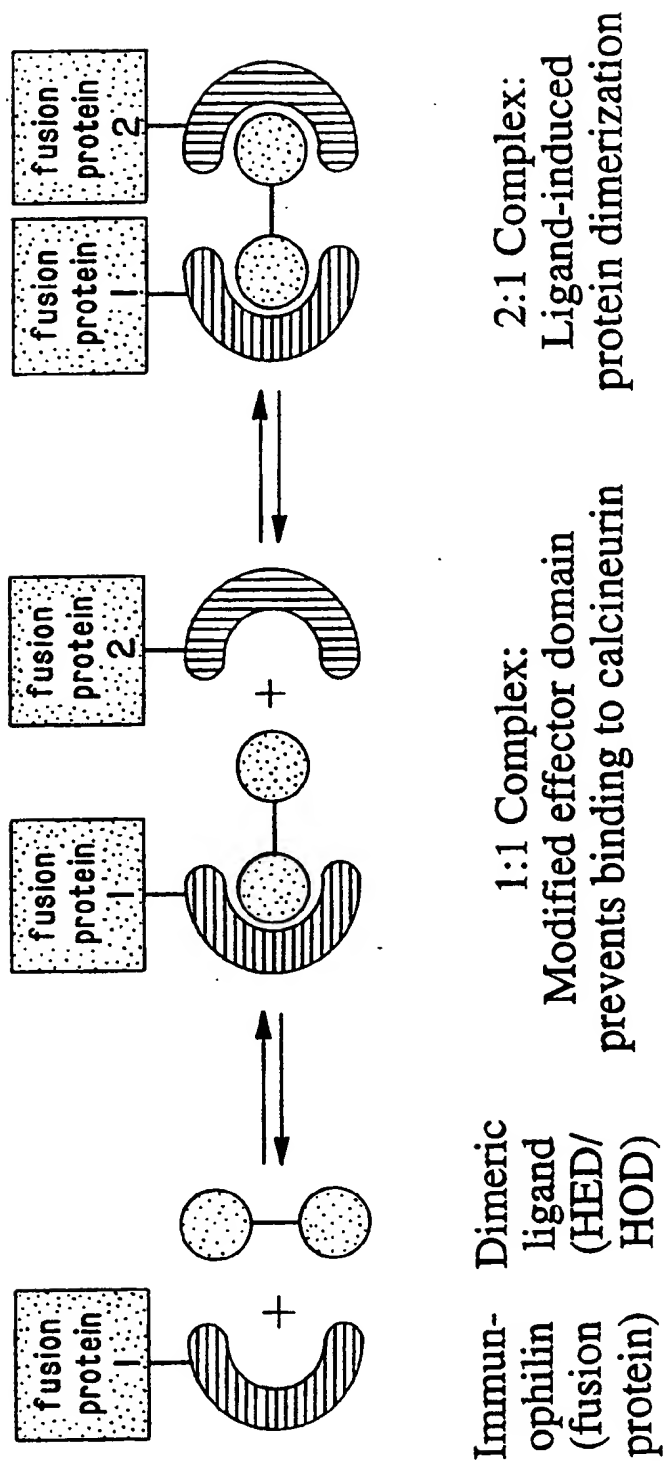 fusion
protein
1
fusion
protein
1
fusion
protein
2
fusion
protein
1
fusion
protein
2
+
+
Immun-
ophilin
(fusion
protein)
Dimeric
ligand
(HED/
HOD)
1:1 Complex:
Modified effector domain
prevents binding to calcineurin
2:1 Complex:
Ligand-induced
protein dimerization